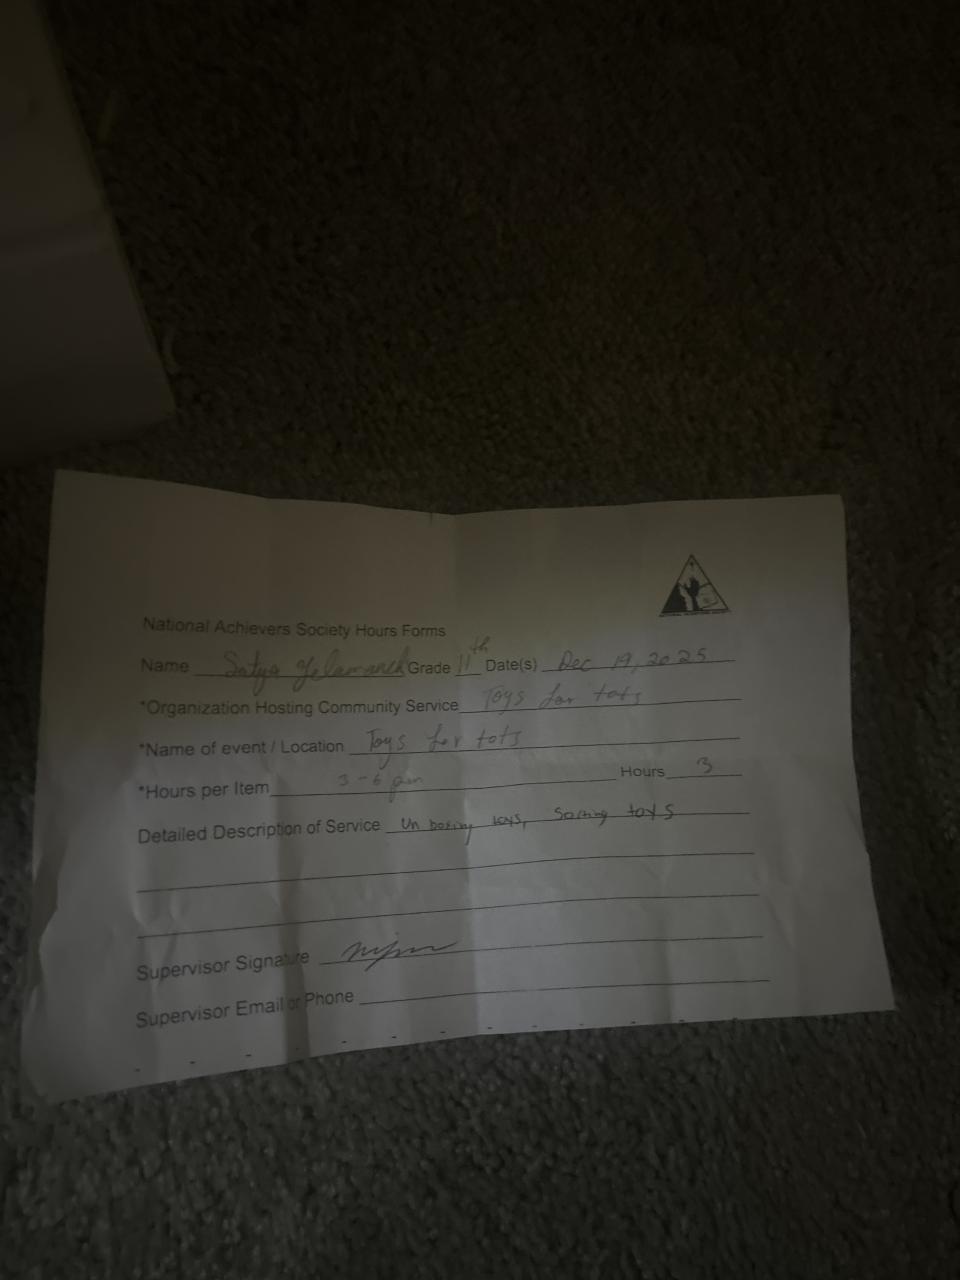 National Achievers Society Hours Forms
Name Satya Yelamanch Grade 11th Date(s) Dec 19, 2025
*Organization Hosting Community Service Toys for tots
*Name of event / Location Toys for tots
*Hours per Item 3-6 pm Hours 3
Detailed Description of Service Un boxing toys, Sorting toys
Supervisor Signature
Supervisor Email or Phone